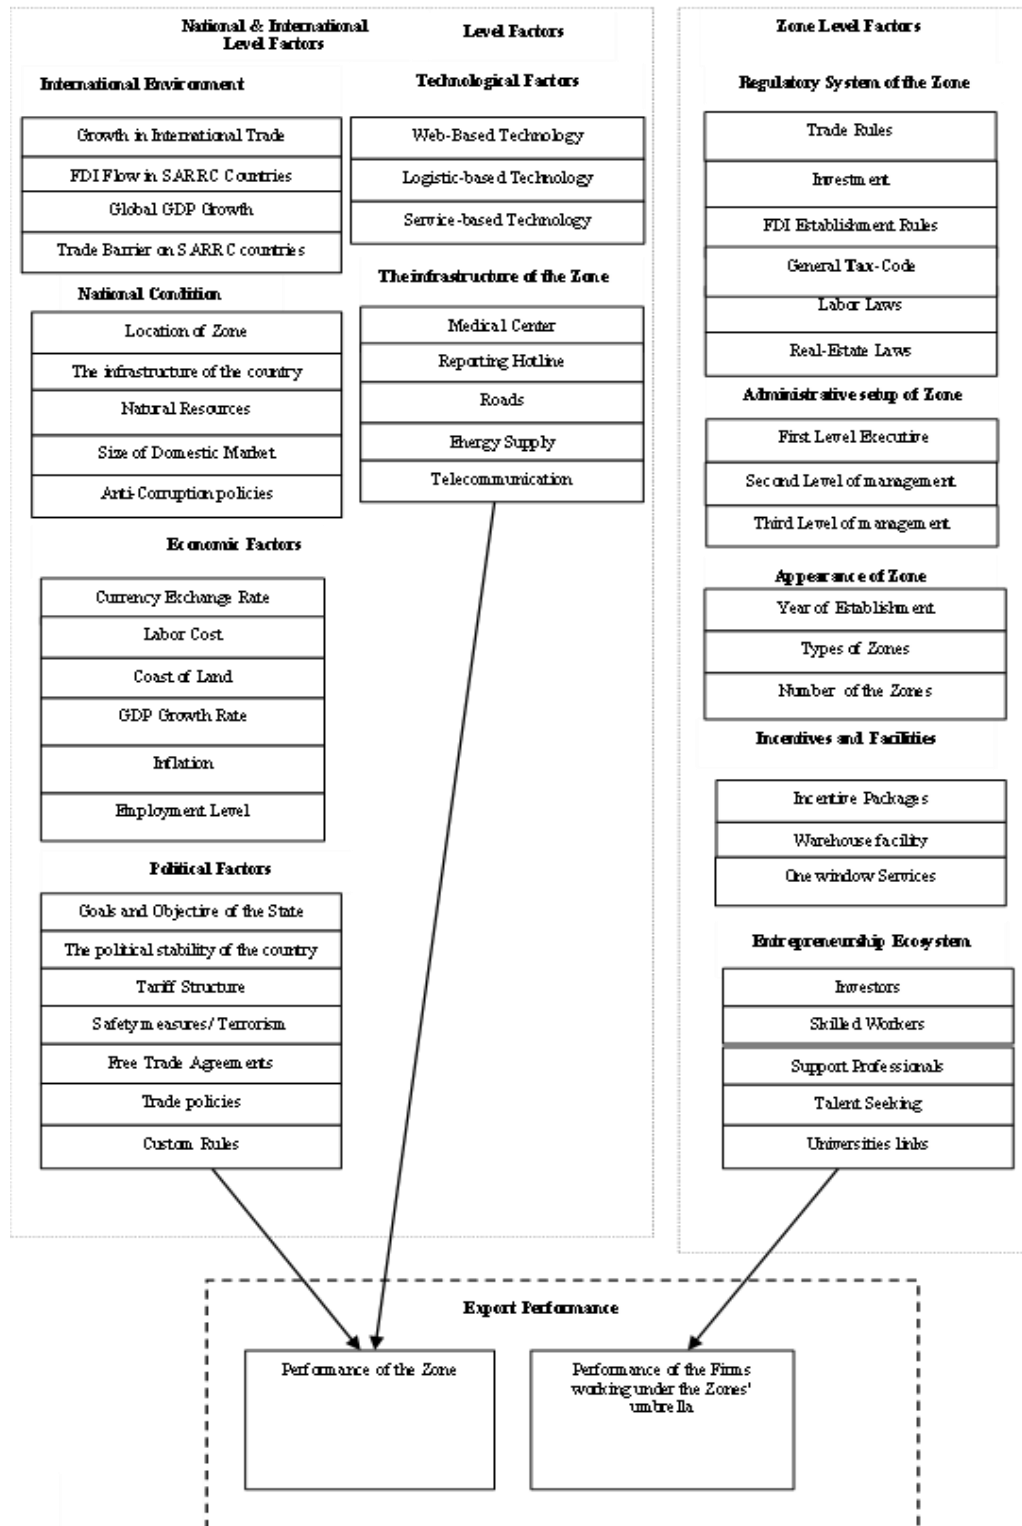 National & International
Level Factors
Level Factors
International Environment
Growth in International Trade
FDI Flow in SARRC Countries
Global GDP Growth
Trade Barrier on SARRC countries
National Condition
Location of Zone
The infrastructure of the country
Natural Resources
Size of Domestic Market
Anti-Corruption policies
Economic Factors
Currency Exchange Rate
Labor Cost
Coast of Land
GDP Growth Rate
Inflation
Employment Level
Political Factors
Goals and Objective of the State
The political stability of the country
Tariff Structure
Safety measures/ Terrorism
Free Trade Agreements
Trade policies
Custom Rules
Technological Factors
Web-Based Technology
Logistic-based Technology
Service-based Technology
The infrastructure of the Zone
Medical Center
Reporting Hotline
Roads
Energy Supply
Telecommunication
Zone Level Factors
Regulatory System of the Zone
Trade Rules
Investment
FDI Establishment Rules
General Tax-Code
Labor Laws
Real-Estate Laws
Administrative setup of Zone
First Level Executive
Second Level of management
Third Level of management
Appearance of Zone
Year of Establishment
Types of Zones
Number of the Zones
Incentives and Facilities
Incentive Packages
Warehouse facility
One window Services
Entrepreneurship Ecosystem
Investors
Skilled Workers
Support Professionals
Talent Seeking
Universities links
Export Performance
Performance of the Zone
Performance of the Firms
working under the Zones'
umbrella